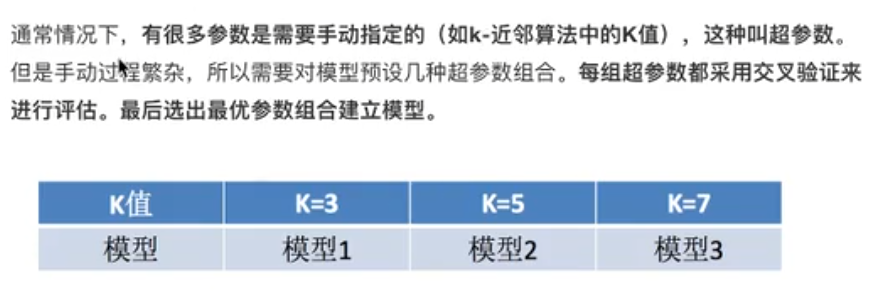 通常情况下，有很多参数是需要手动指定的（如k-近邻算法中的K值），这种叫超参数。
但是手动过程繁杂，所以需要对模型预设几种超参数组合。每组超参数都采用交叉验证来
进行评估。最后选出最优参数组合建立模型。
K值 K=3 K=5 K=7
模型 模型1 模型2 模型3